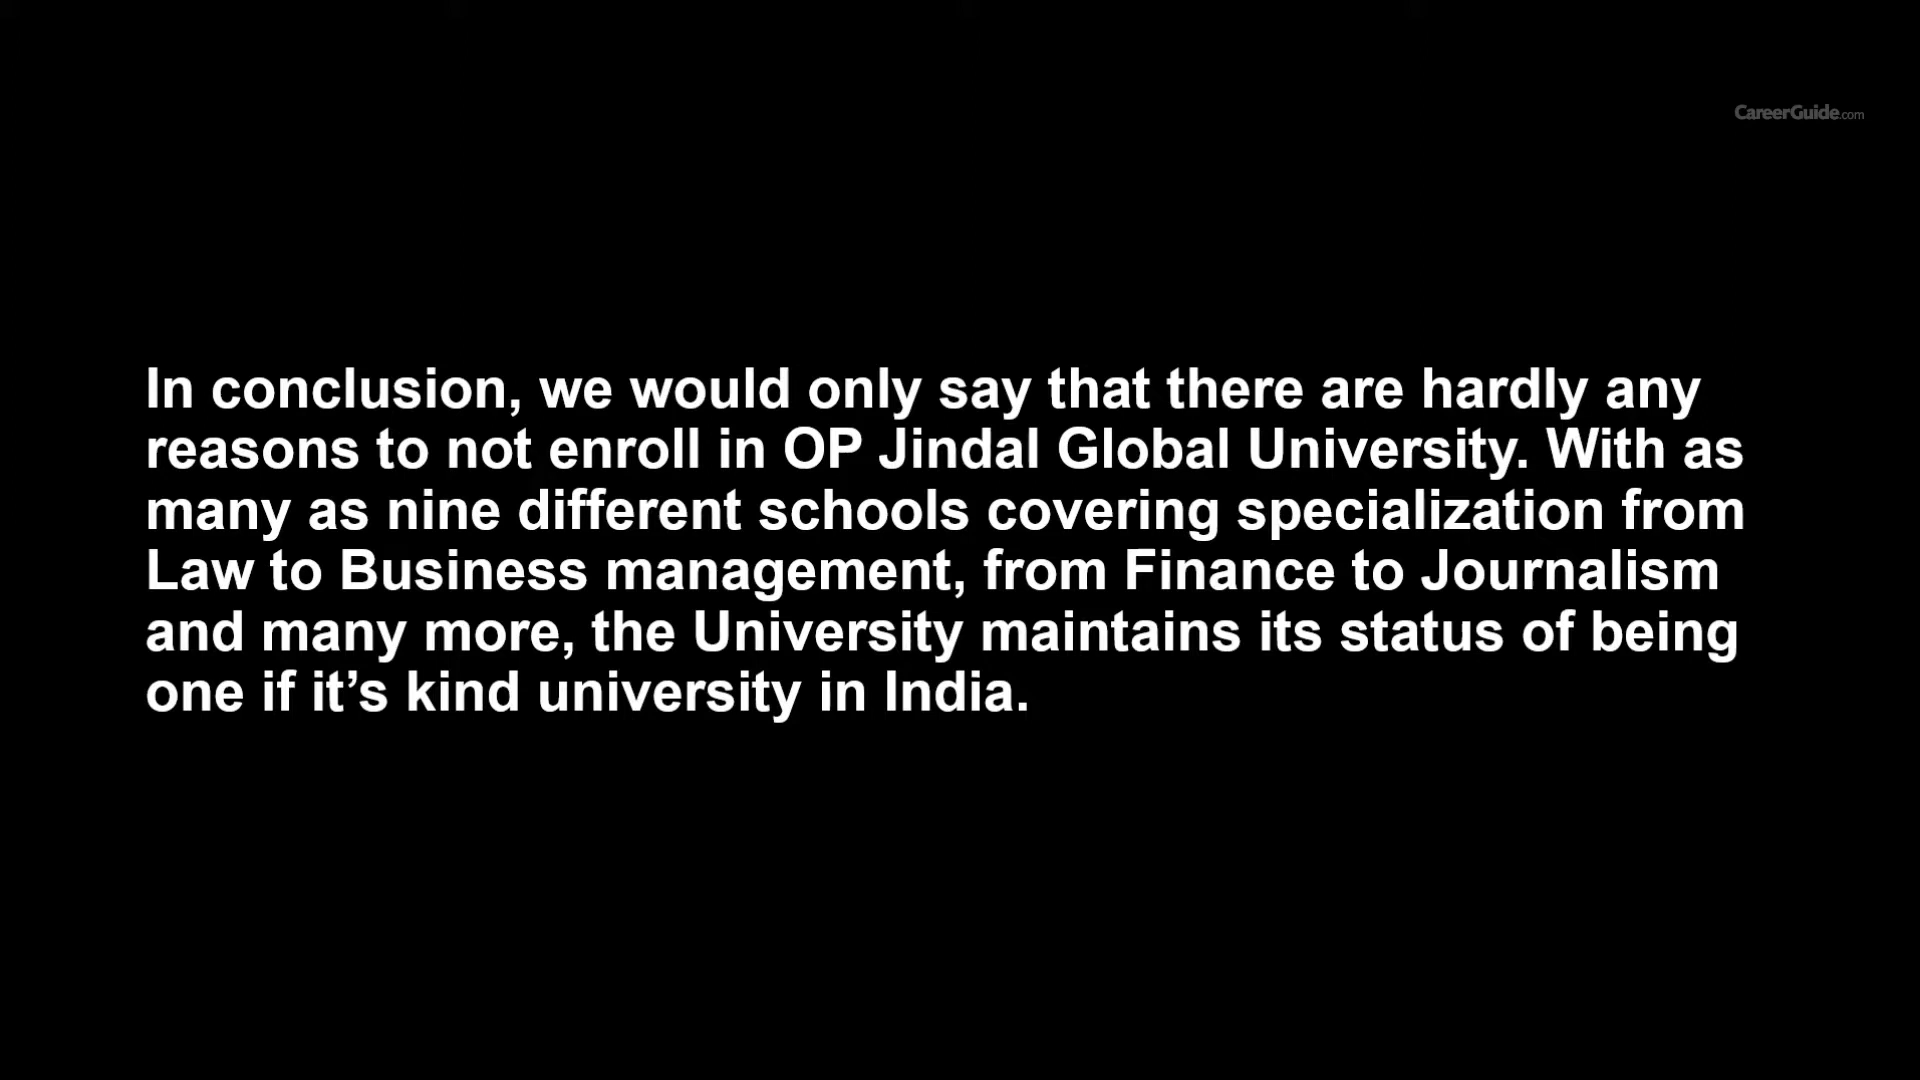 CareerGuide.com
In conclusion, we would only say that there are hardly any
reasons to not enroll in OP Jindal Global University. With as
many as nine different schools covering specialization from
Law to Business management, from Finance to Journalism
and many more, the University maintains its status of being
one if it’s kind university in India.